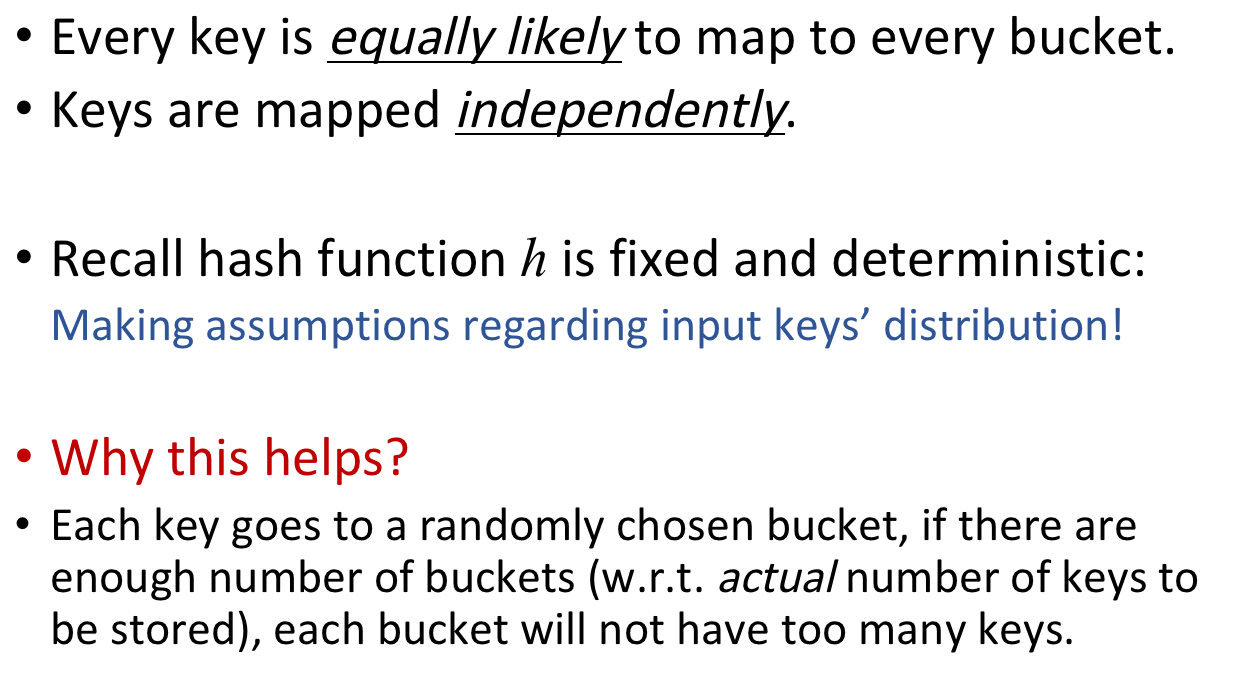 • Every key is equally likely to map to every bucket.
• Keys are mapped independently.
• Recall hash function h is fixed and deterministic:
Making assumptions regarding input keys’ distribution!
• Why this helps?
• Each key goes to a randomly chosen bucket, if there are
enough number of buckets (w.r.t. actual number of keys to
be stored), each bucket will not have too many keys.